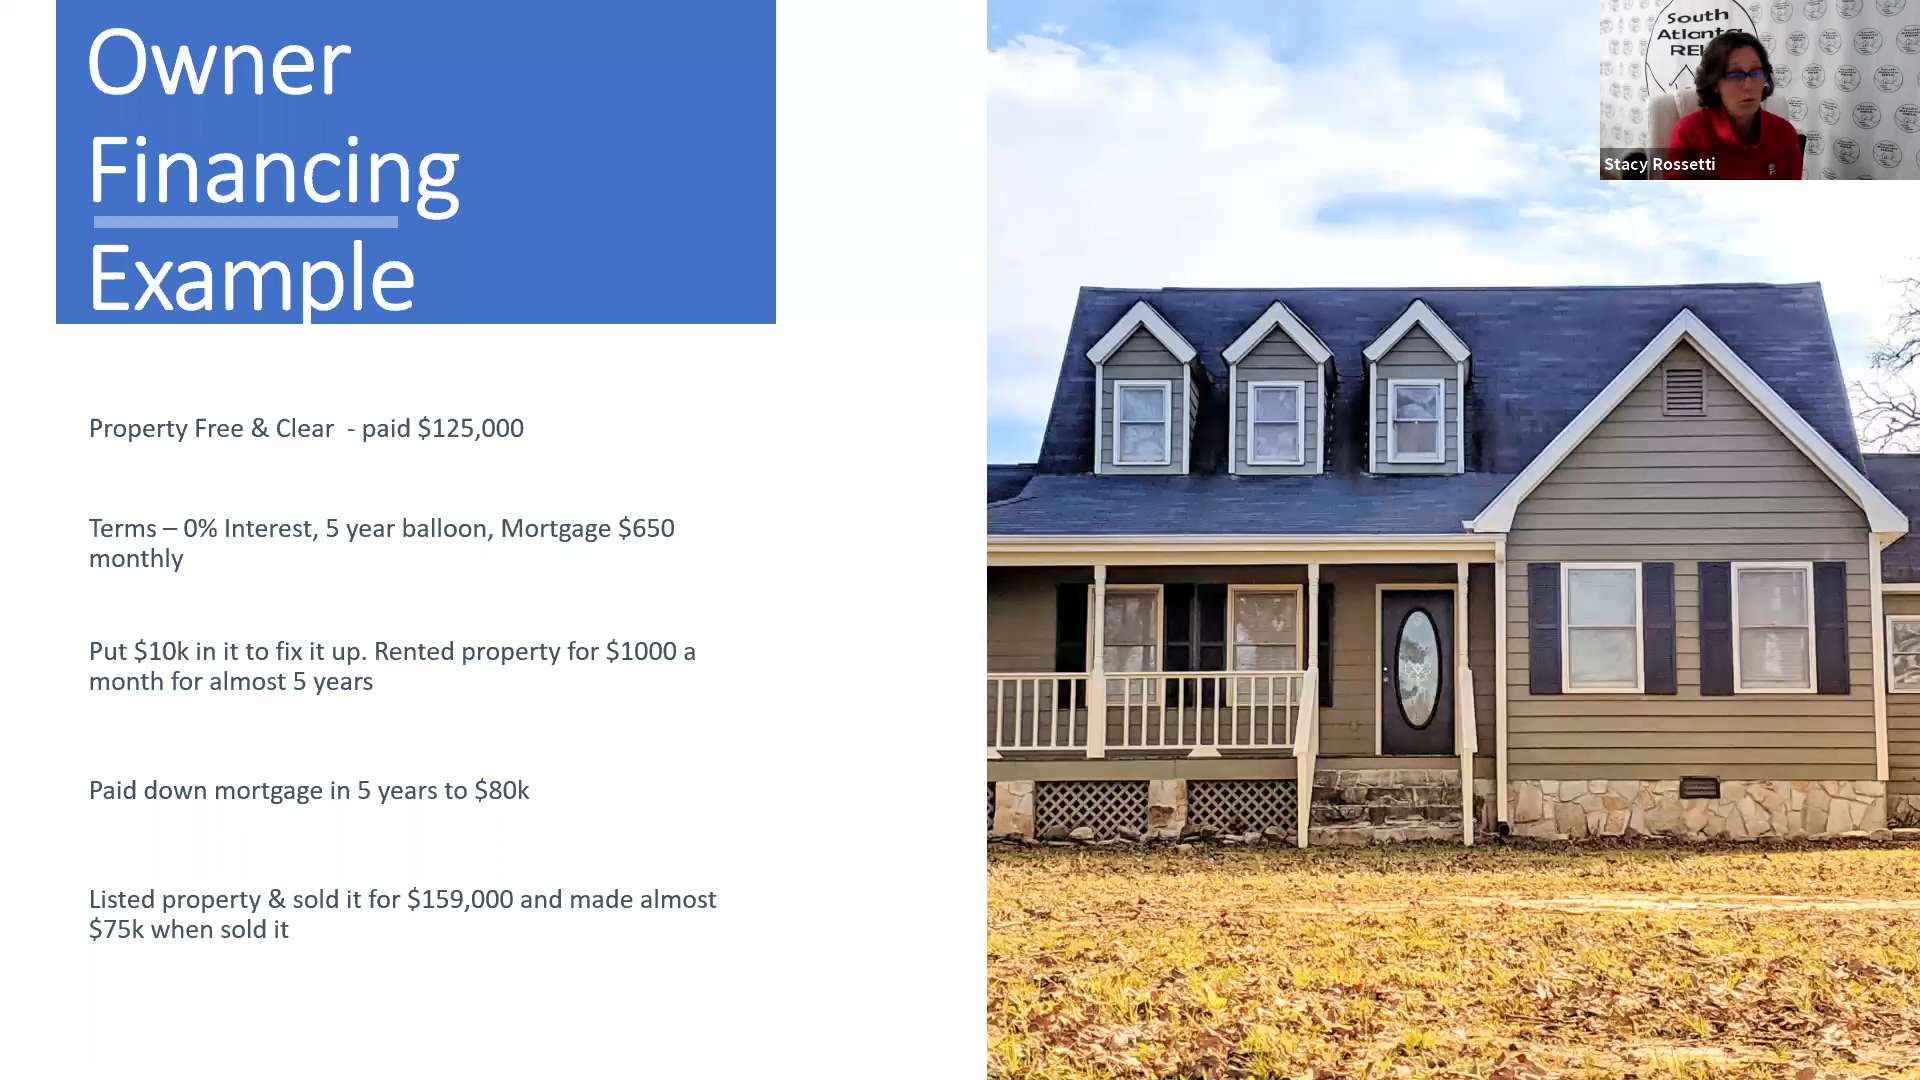 Owner
Financing
Example
Property Free & Clear - paid $125,000
Terms – 0% Interest, 5 year balloon, Mortgage $650
monthly
Put $10k in it to fix it up. Rented property for $1000 a
month for almost 5 years
Paid down mortgage in 5 years to $80k
Listed property & sold it for $159,000 and made almost
$75k when sold it
South
Atlanta
Stacy Rossetti